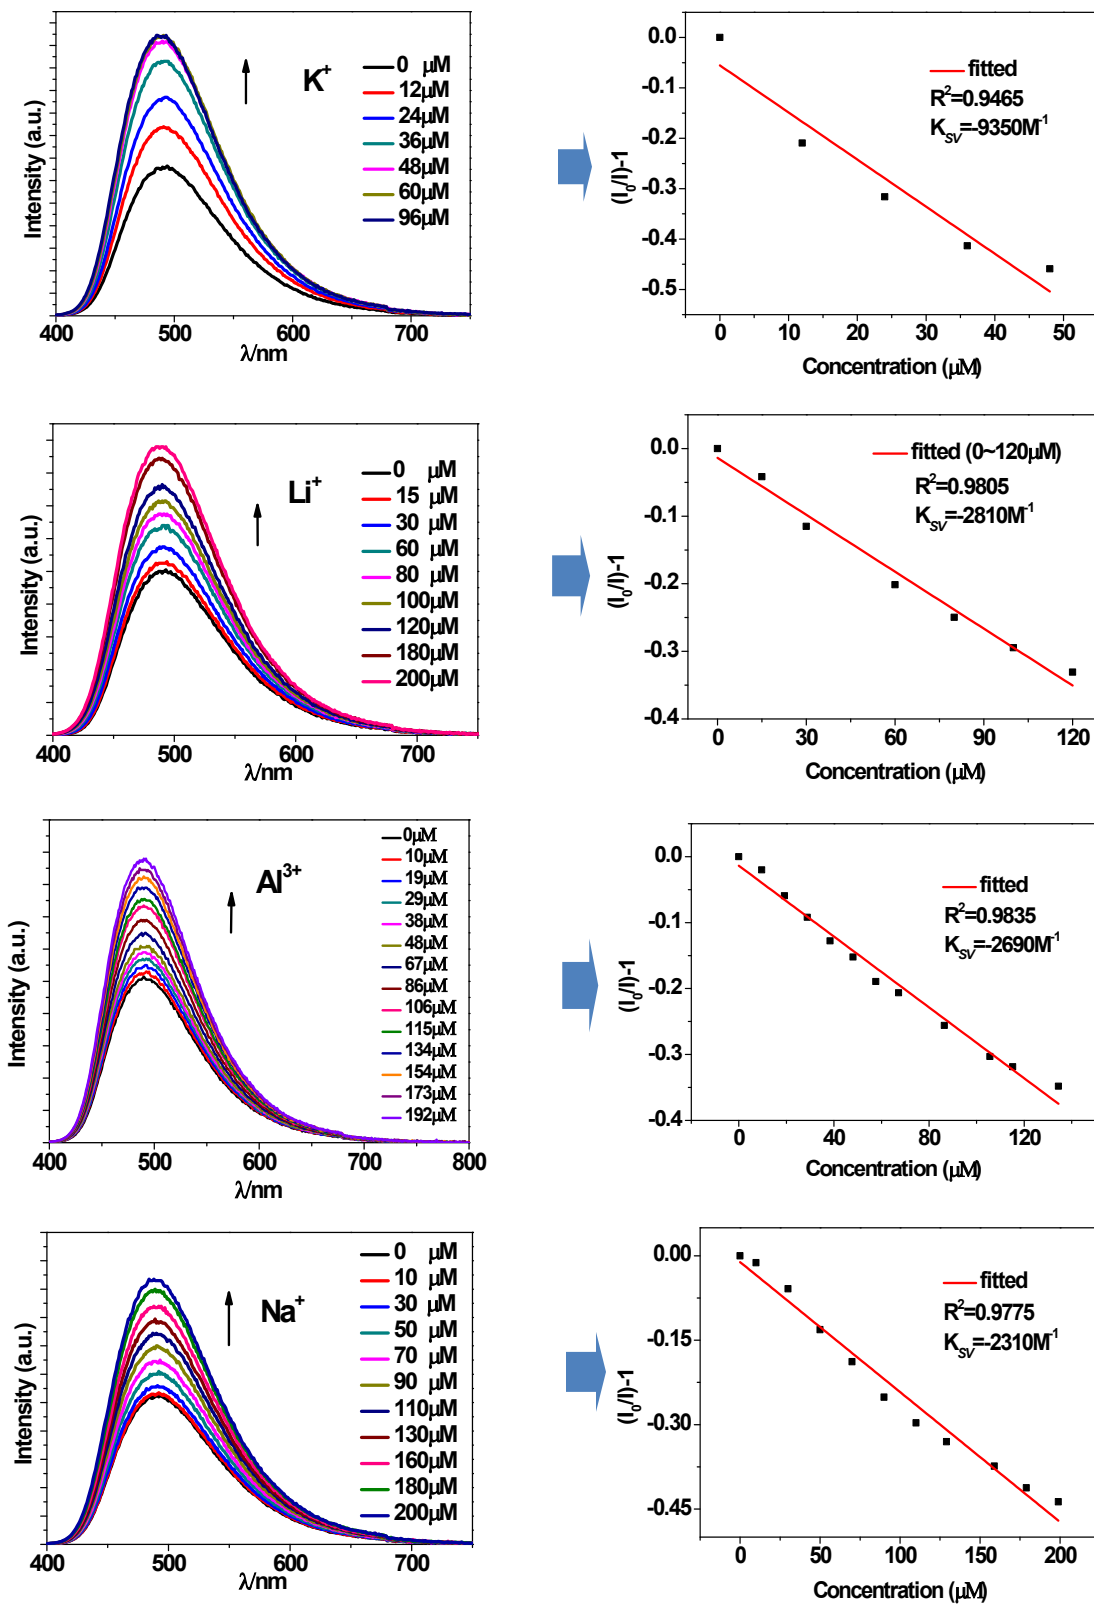 Intensity (a.u.)
K+
0 μM
12μM
24μM
36μM
48μM
60μM
96μM
400 500 600 700
λ/nm
(I0/I)-1
0.0
-0.1
-0.2
-0.3
-0.4
-0.5
fitted
R2=0.9465
KSV=-9350M-1
0 10 20 30 40 50
Concentration (μM)
Intensity (a.u.)
Li+
0 μM
15 μM
30 μM
60 μM
80 μM
100μM
120μM
180μM
200μM
400 500 600 700
λ/nm
(I0/I)-1
0.0
-0.1
-0.2
-0.3
-0.4
fitted (0~120μM)
R2=0.9805
KSV=-2810M-1
0 30 60 90 120
Concentration (μM)
Intensity (a.u.)
Al3+
0μM
10μM
19μM
29μM
38μM
48μM
67μM
86μM
106μM
115μM
134μM
154μM
173μM
192μM
400 500 600 700 800
λ/nm
(I0/I)-1
0.0
-0.1
-0.2
-0.3
-0.4
fitted
R2=0.9835
KSV=-2690M-1
0 40 80 120
Concentration (μM)
Intensity (a.u.)
Na+
0 μM
10 μM
30 μM
50 μM
70 μM
90 μM
110μM
130μM
160μM
180μM
200μM
400 500 600 700
λ/nm
(I0/I)-1
0.00
-0.15
-0.30
-0.45
fitted
R2=0.9775
KSV=-2310M-1
0 50 100 150 200
Concentration (μM)